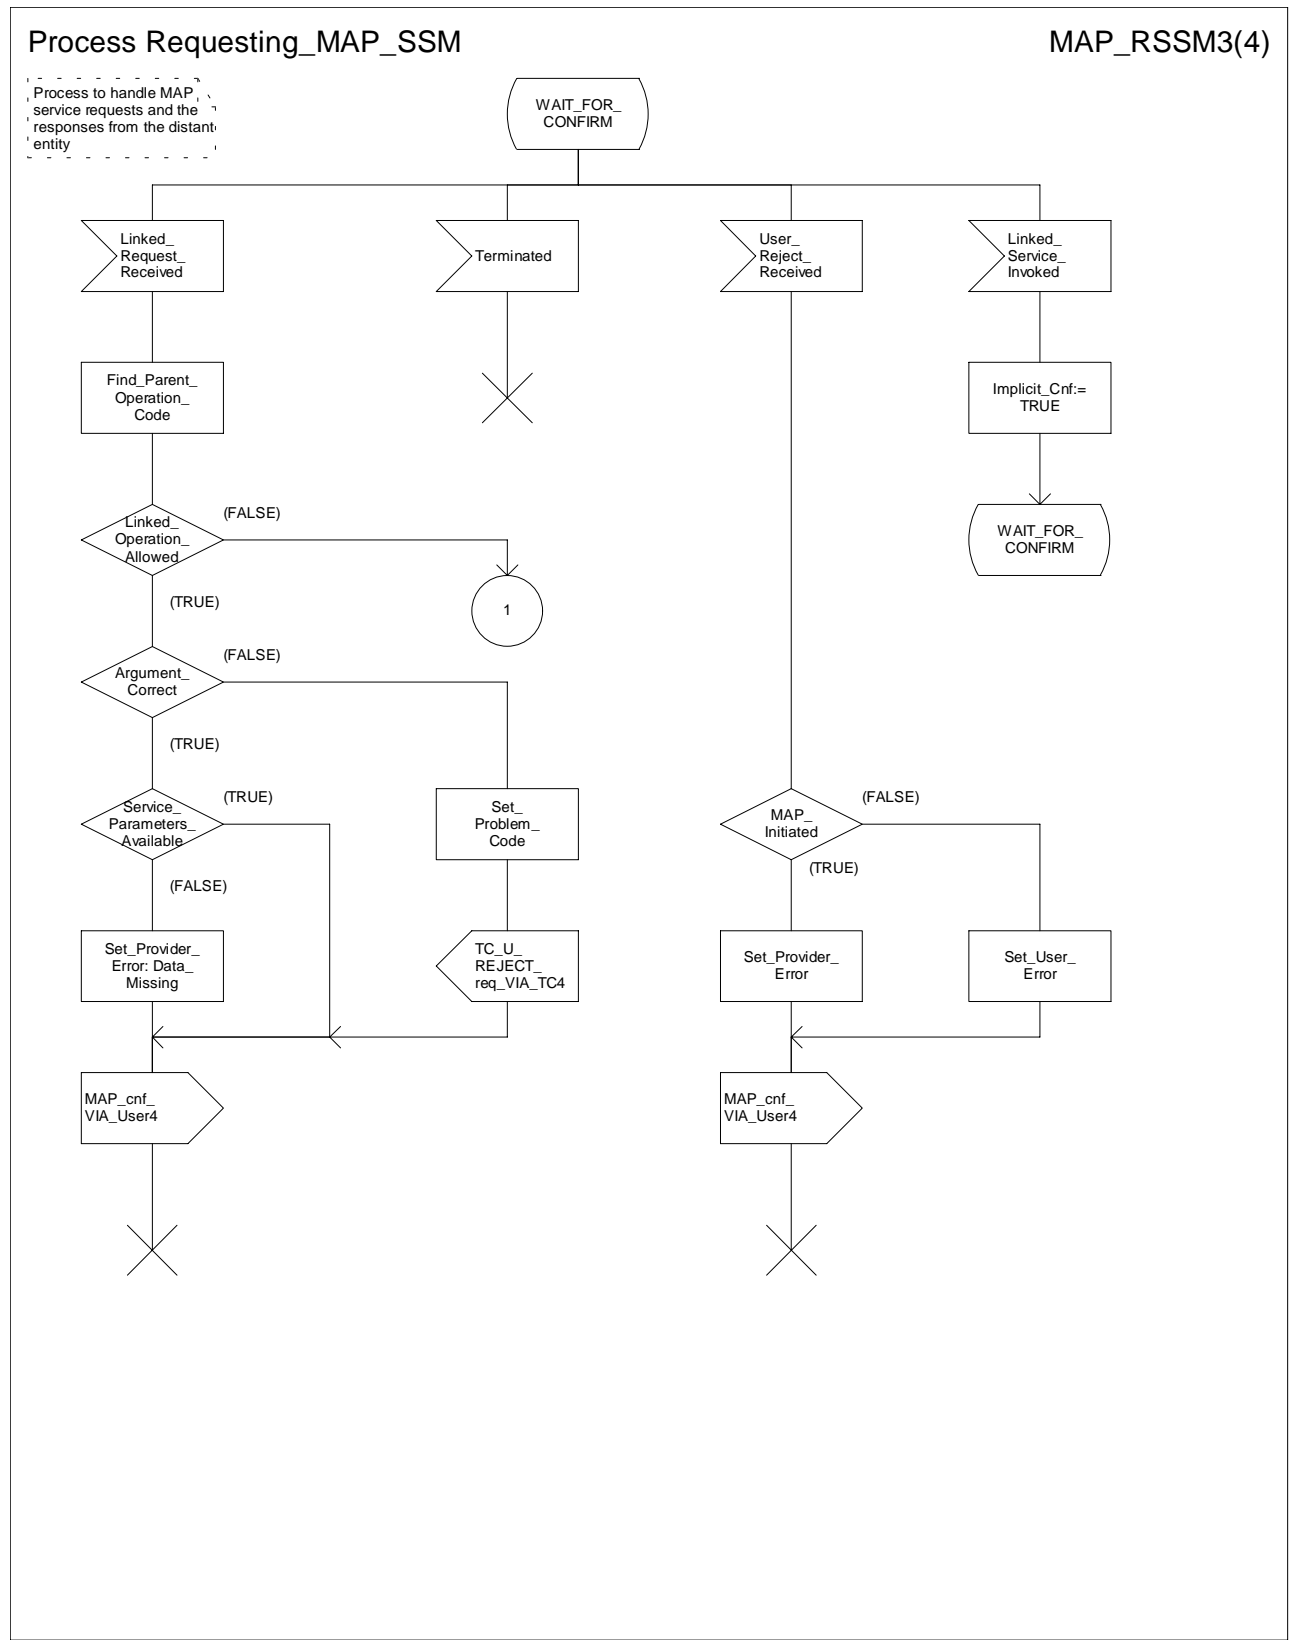 Process Requesting_MAP_SSM
MAP_RSSM3(4)
Process to handle MAP
service requests and the
responses from the distant
entity
WAIT_FOR_
CONFIRM
Linked_
Request_
Received
Terminated
User_
Reject_
Received
Linked_
Service_
Invoked
Find_Parent_
Operation_
Code
Implicit_Cnf:=
TRUE
Linked_
Operation_
Allowed
(FALSE)
(TRUE)
1
WAIT_FOR_
CONFIRM
Argument_
Correct
(FALSE)
(TRUE)
Service_
Parameters_
Available
(TRUE)
(FALSE)
Set_
Problem_
Code
MAP_
Initiated
(FALSE)
(TRUE)
Set_Provider_
Error: Data_
Missing
TC_U_
REJECT_
req_VIA_TC4
Set_Provider_
Error
Set_User_
Error
MAP_cnf_
VIA_User4
MAP_cnf_
VIA_User4